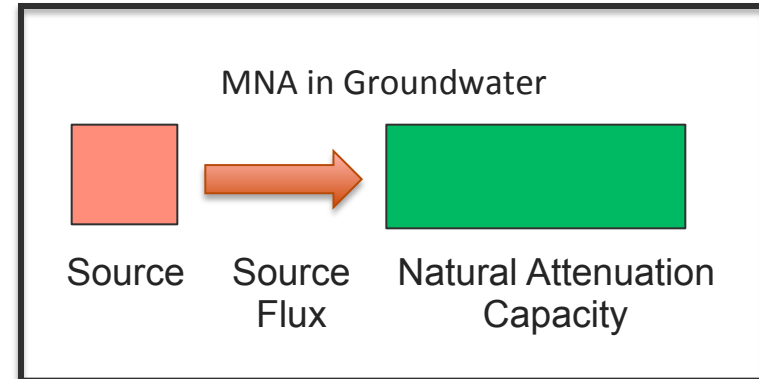 MNA in Groundwater
Source
Source
Flux
Natural Attenuation
Capacity